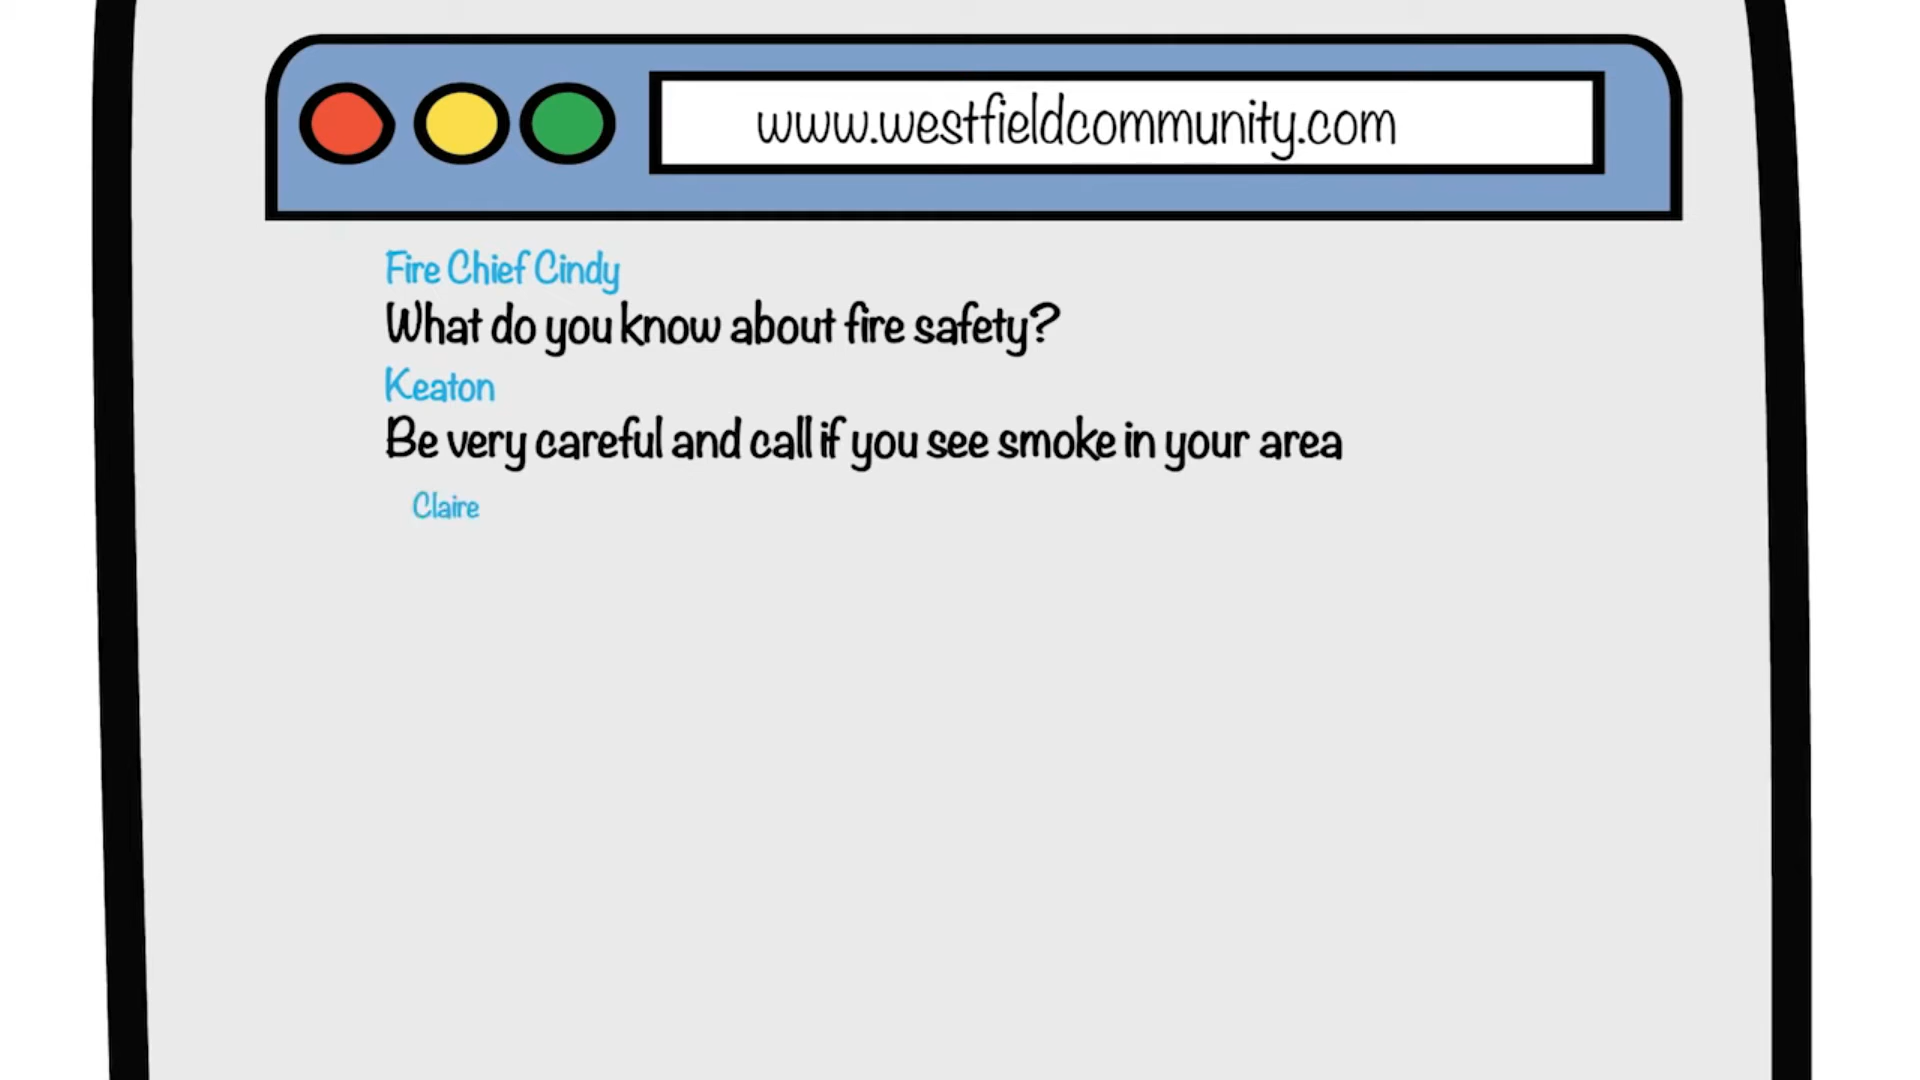 www.westfieldcommunity.com
Fire Chief Cindy
What do you know about fire safety?
Keaton
Be very careful and call if you see smoke in your area
Claire